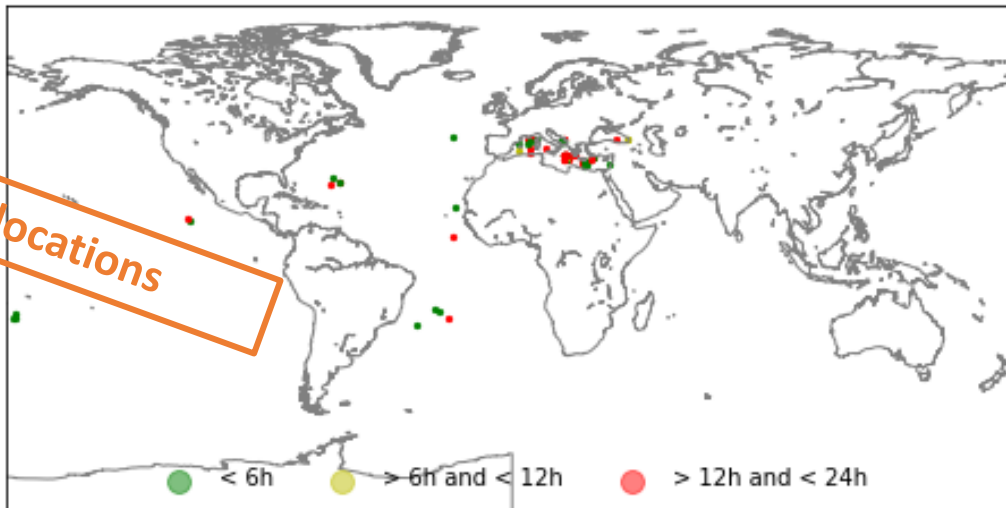 locations
< 6h
> 6h and < 12h
> 12h and < 24h